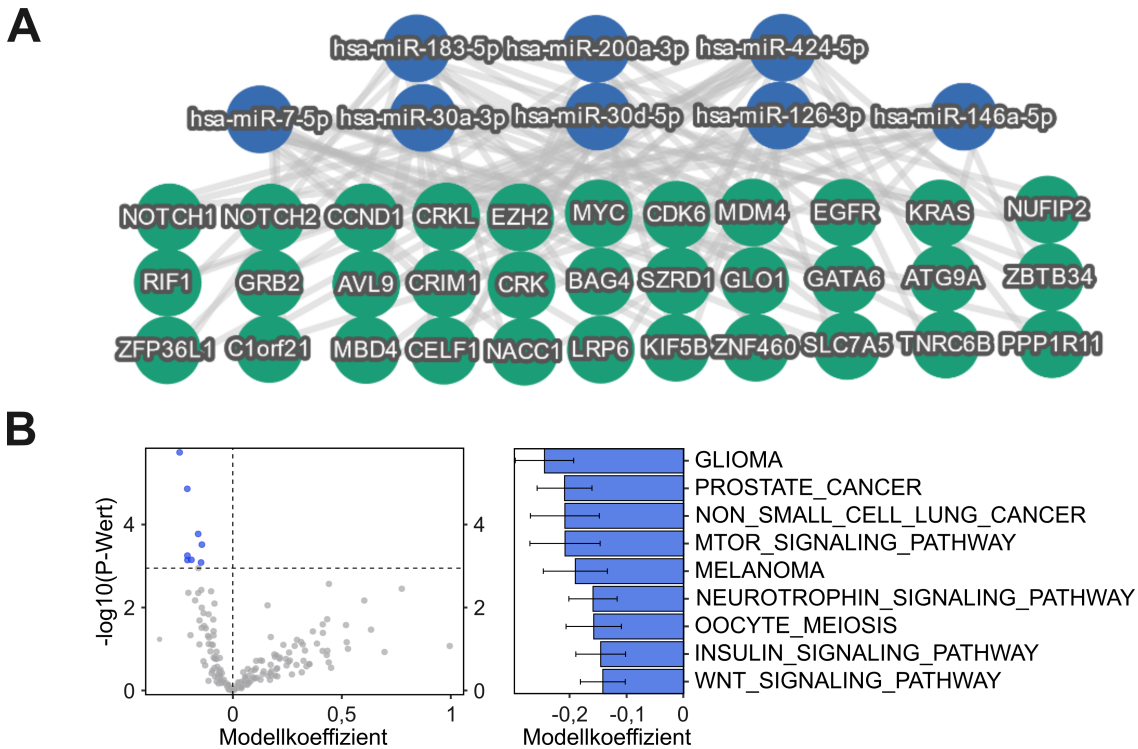 A
hsa-miR-183-5p hsa-miR-200a-3p hsa-miR-424-5p
hsa-miR-7-5p hsa-miR-30a-3p hsa-miR-30d-5p hsa-miR-126-3p hsa-miR-146a-5p
NOTCH1 NOTCH2 CCND1 CRKL EZH2 MYC CDK6 MDM4 EGFR KRAS NUFIP2
RIF1 GRB2 AVL9 CRIM1 CRK BAG4 SZRD1 GLO1 GATA6 ATG9A ZBTB34
ZFP36L1 C1orf21 MBD4 CELF1 NACC1 LRP6 KIF5B ZNF460 SLC7A5 TNRC6B PPP1R11
B
-log10(P-Wert)
4
2
0
4
2
0
0 0,5 1
Modellkoeffizient
GLIOMA
PROSTATE_CANCER
NON_SMALL_CELL_LUNG_CANCER
MTOR_SIGNALING_PATHWAY
MELANOMA
NEUROTROPHIN_SIGNALING_PATHWAY
OOCYTE_MEIOSIS
INSULIN_SIGNALING_PATHWAY
WNT_SIGNALING_PATHWAY
-0,2 -0,1 0
Modellkoeffizient